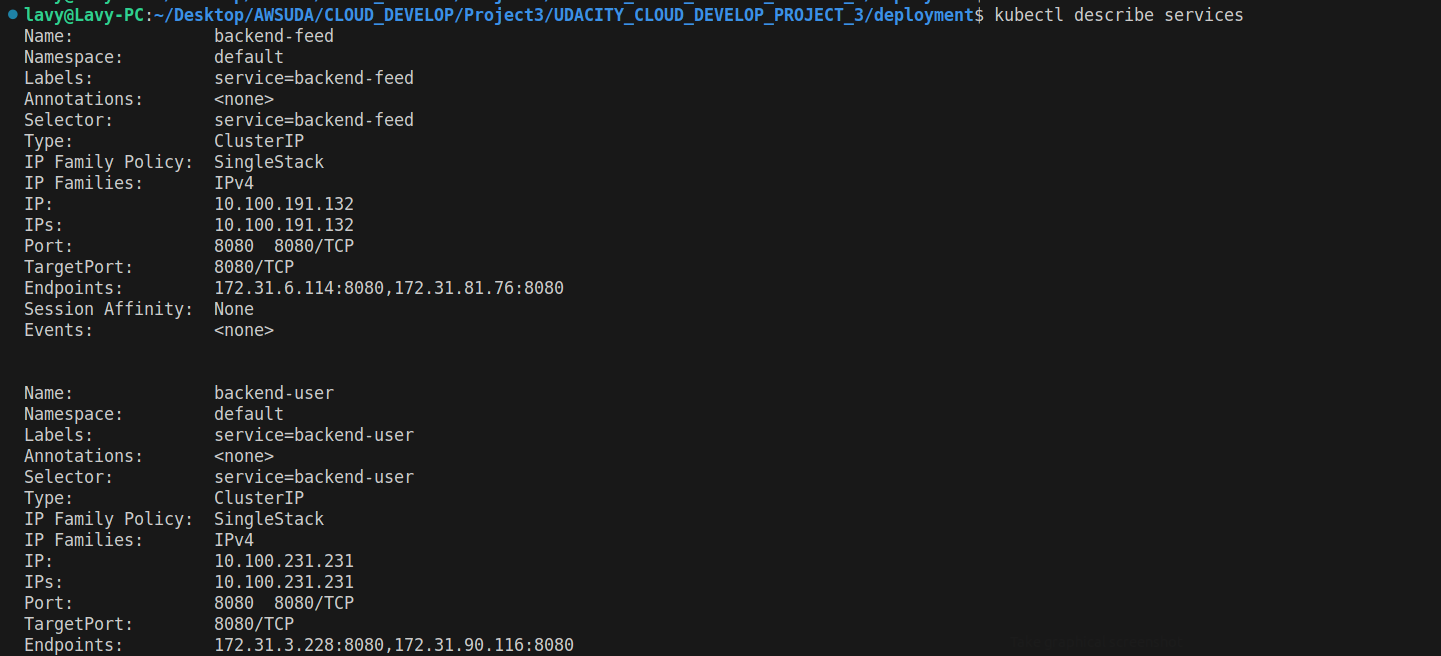 lavy@Lavy-PC:~/Desktop/AWSUDA/CLOUD_DEVELOP/Project3/UDACITY_CLOUD_DEVELOP_PROJECT_3/deployment$ kubectl describe services
Name:              backend-feed
Namespace:         default
Labels:            service=backend-feed
Annotations:       <none>
Selector:          service=backend-feed
Type:              ClusterIP
IP Family Policy:  SingleStack
IP Families:       IPv4
IP:                10.100.191.132
IPs:               10.100.191.132
Port:              8080  8080/TCP
TargetPort:        8080/TCP
Endpoints:         172.31.6.114:8080,172.31.81.76:8080
Session Affinity:  None
Events:            <none>
Name:              backend-user
Namespace:         default
Labels:            service=backend-user
Annotations:       <none>
Selector:          service=backend-user
Type:              ClusterIP
IP Family Policy:  SingleStack
IP Families:       IPv4
IP:                10.100.231.231
IPs:               10.100.231.231
Port:              8080  8080/TCP
TargetPort:        8080/TCP
Endpoints:         172.31.3.228:8080,172.31.90.116:8080